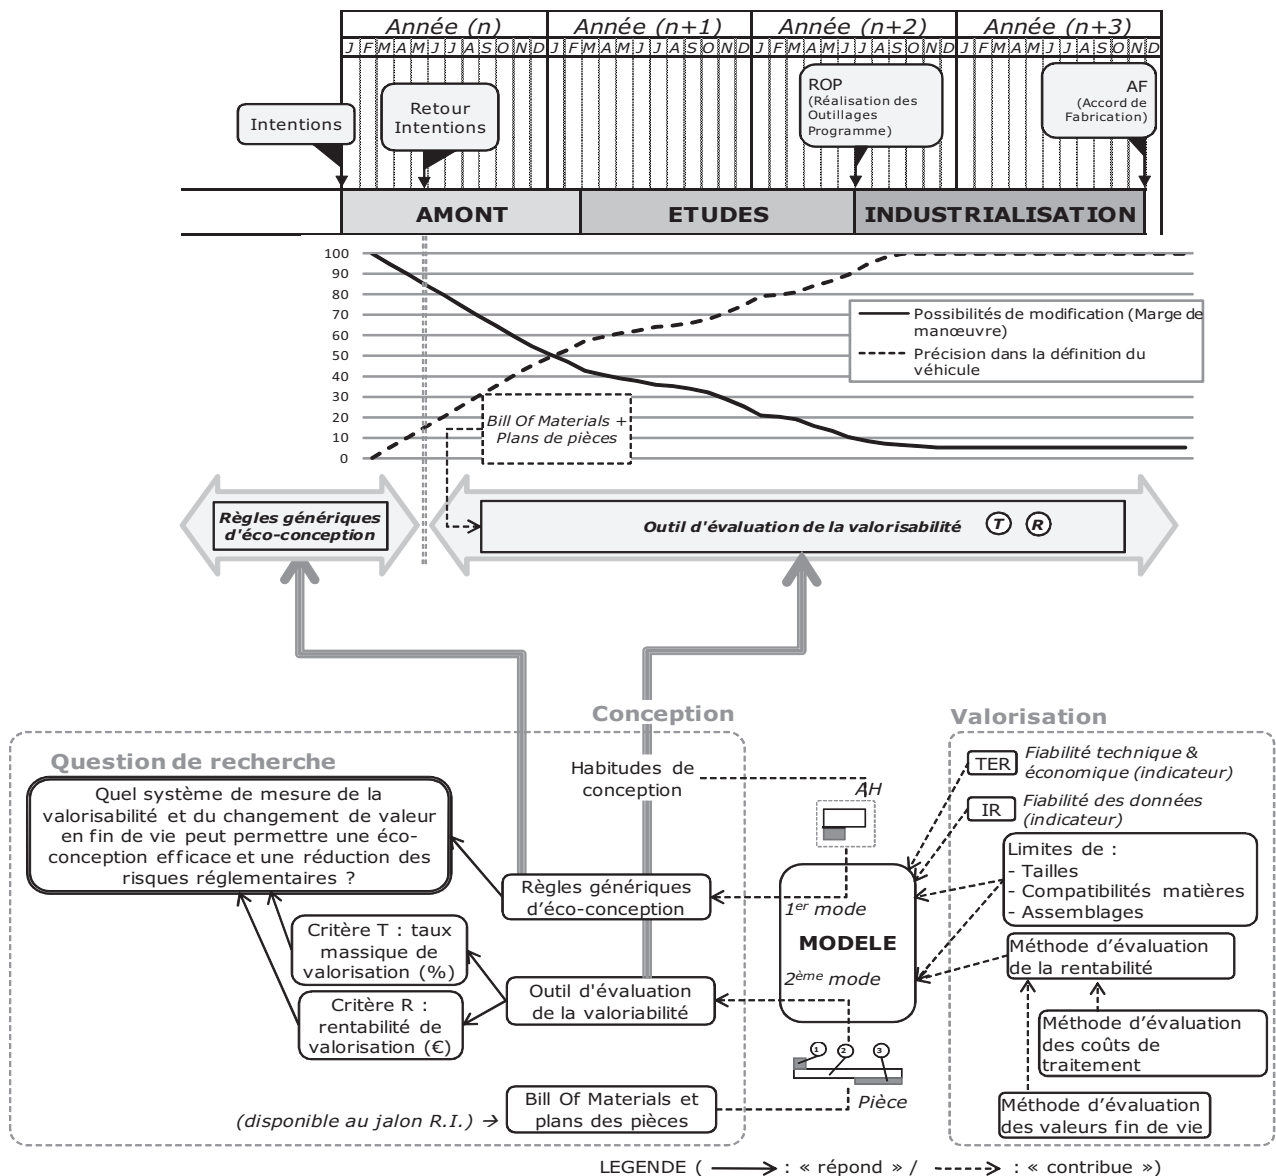 Année (n) Année (n+1) Année (n+2) Année (n+3)
J F M A M J J A S O N D J F M A M J J A S O N D J F M A M J J A S O N D J F M A M J J A S O N D
Intentions
Retour
Intentions
ROP
(Réalisation des
Outillages
Programme)
AF
(Accord de
Fabrication)
AMONT ETUDES INDUSTRIALISATION
100
90
80
70
60
50
40
30
20
10
0
Possibilités de modification (Marge de
manœuvre)
Précision dans la définition du
véhicule
Bill Of Materials +
Plans de pièces
Règles génériques
d'éco-conception
Outil d'évaluation de la valorisabilité T R
Conception
Valorisation
Question de recherche
Quel système de mesure de la
valorisabilité et du changement de valeur
en fin de vie peut permettre une éco-
conception efficace et une réduction des
risques réglementaires ?
Habitudes de
conception
AH
TER
Fiabilité technique &
économique (indicateur)
IR
Fiabilité des données
(indicateur)
Limites de :
- Tailles
- Compatibilités matières
- Assemblages
Règles génériques
d'éco-conception
1er mode
MODELE
2ème mode
Critère T : taux
massique de
valorisation (%)
Critère R :
rentabilité de
valorisation (€)
Outil d'évaluation
de la valoriabilité
Méthode d'évaluation
de la rentabilité
Méthode d'évaluation
des coûts de
traitement
Méthode d'évaluation
des valeurs fin de vie
1 2 3
Pièce
(disponible au jalon R.I.) →
Bill Of Materials et
plans des pièces
LEGENDE ( : « répond » / : « contribue »)